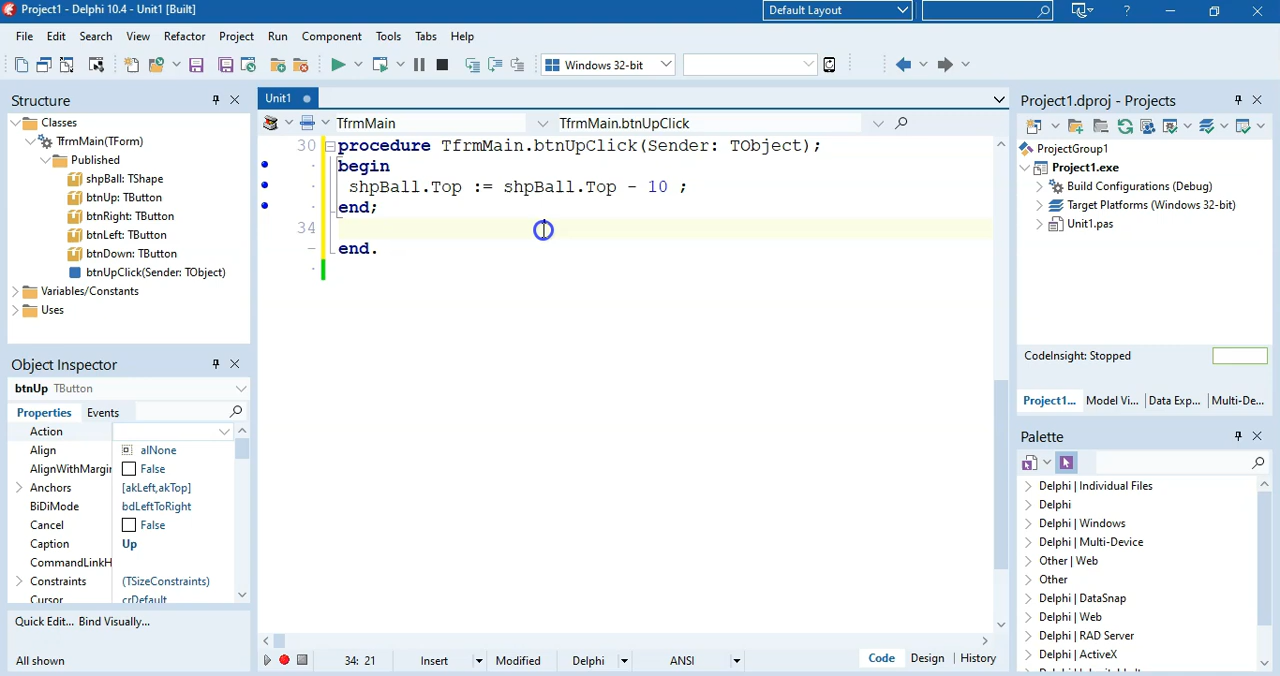 Project1 - Delphi 10.4 - Unit1 [Built]
Default Layout
File Edit Search View Refactor Project Run Component Tools Tabs Help
Windows 32-bit
Structure
Classes
TfrmMain(TForm)
Published
shpBall: TShape
btnUp: TButton
btnRight: TButton
btnLeft: TButton
btnDown: TButton
btnUpClick(Sender: TObject)
Variables/Constants
Uses
Object Inspector
btnUp TButton
Properties Events
Action
Align alNone
AlignWithMargin False
Anchors [akLeft,akTop]
BiDiMode bdLeftToRight
Cancel False
Caption Up
CommandLinkH
Constraints (TSizeConstraints)
Cursor crDefault
Quick Edit... Bind Visually...
All shown
Unit1
TfrmMain TfrmMain.btnUpClick
30 procedure TfrmMain.btnUpClick(Sender: TObject);
begin
shpBall.Top := shpBall.Top - 10 ;
end;
34
end.
34: 21 Insert Modified Delphi ANSI Code Design History
Project1.dproj - Projects
ProjectGroup1
Project1.exe
Build Configurations (Debug)
Target Platforms (Windows 32-bit)
Unit1.pas
CodeInsight: Stopped
Project1... Model Vi... Data Exp... Multi-De...
Palette
Delphi | Individual Files
Delphi
Delphi | Windows
Delphi | Multi-Device
Other | Web
Other
Delphi | DataSnap
Delphi | Web
Delphi | RAD Server
Delphi | ActiveX